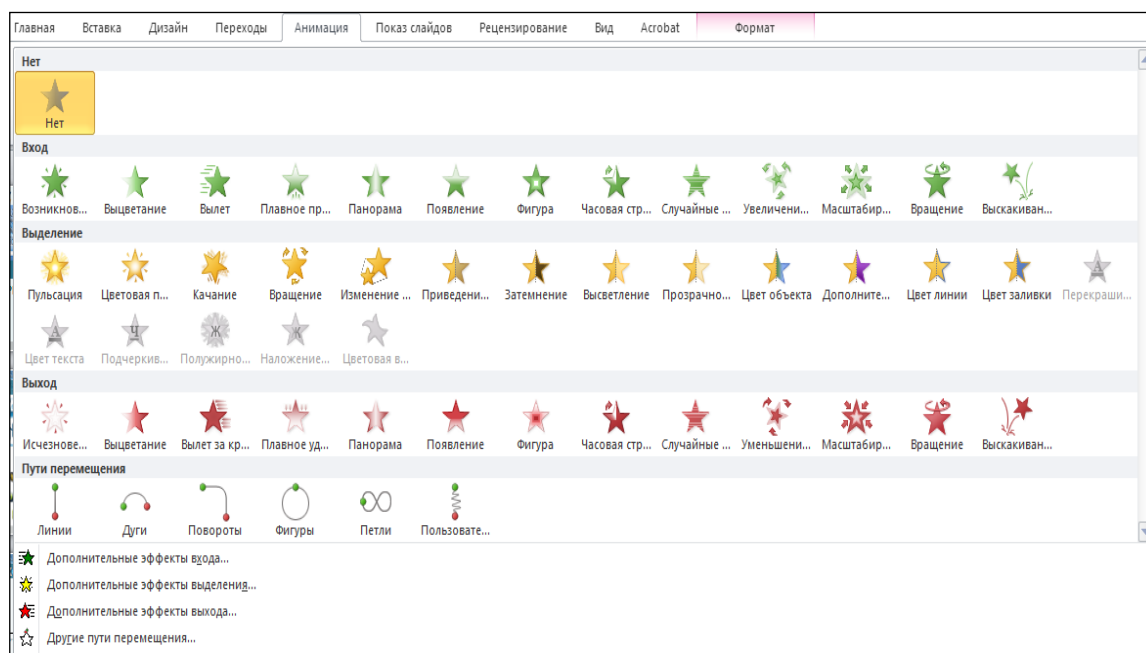 Главная Вставка Дизайн Переходы Анимация Показ слайдов Рецензирование Вид Acrobat Формат
Нет
Нет
Вход
Возникнов... Выцветание Вылет Плавное пр... Панорама Появление Фигура Часовая стр... Случайные ... Увеличени... Масштабир... Вращение Выскакиван...
Выделение
Пульсация Цветовая п... Качание Вращение Изменение ... Приведени... Затемнение Высветление Прозрачно... Цвет объекта Дополните... Цвет линии Цвет заливки Перекраши...
Цвет текста Подчеркив... Полужирно... Наложение... Цветовая в...
Выход
Исчезнове... Выцветание Вылет за кр... Плавное уд... Панорама Появление Фигура Часовая стр... Случайные ... Уменьшени... Масштабир... Вращение Выскакиван...
Пути перемещения
Линии Дуги Повороты Фигуры Петли Пользовате...
Дополнительные эффекты входа...
Дополнительные эффекты выделения...
Дополнительные эффекты выхода...
Другие пути перемещения...